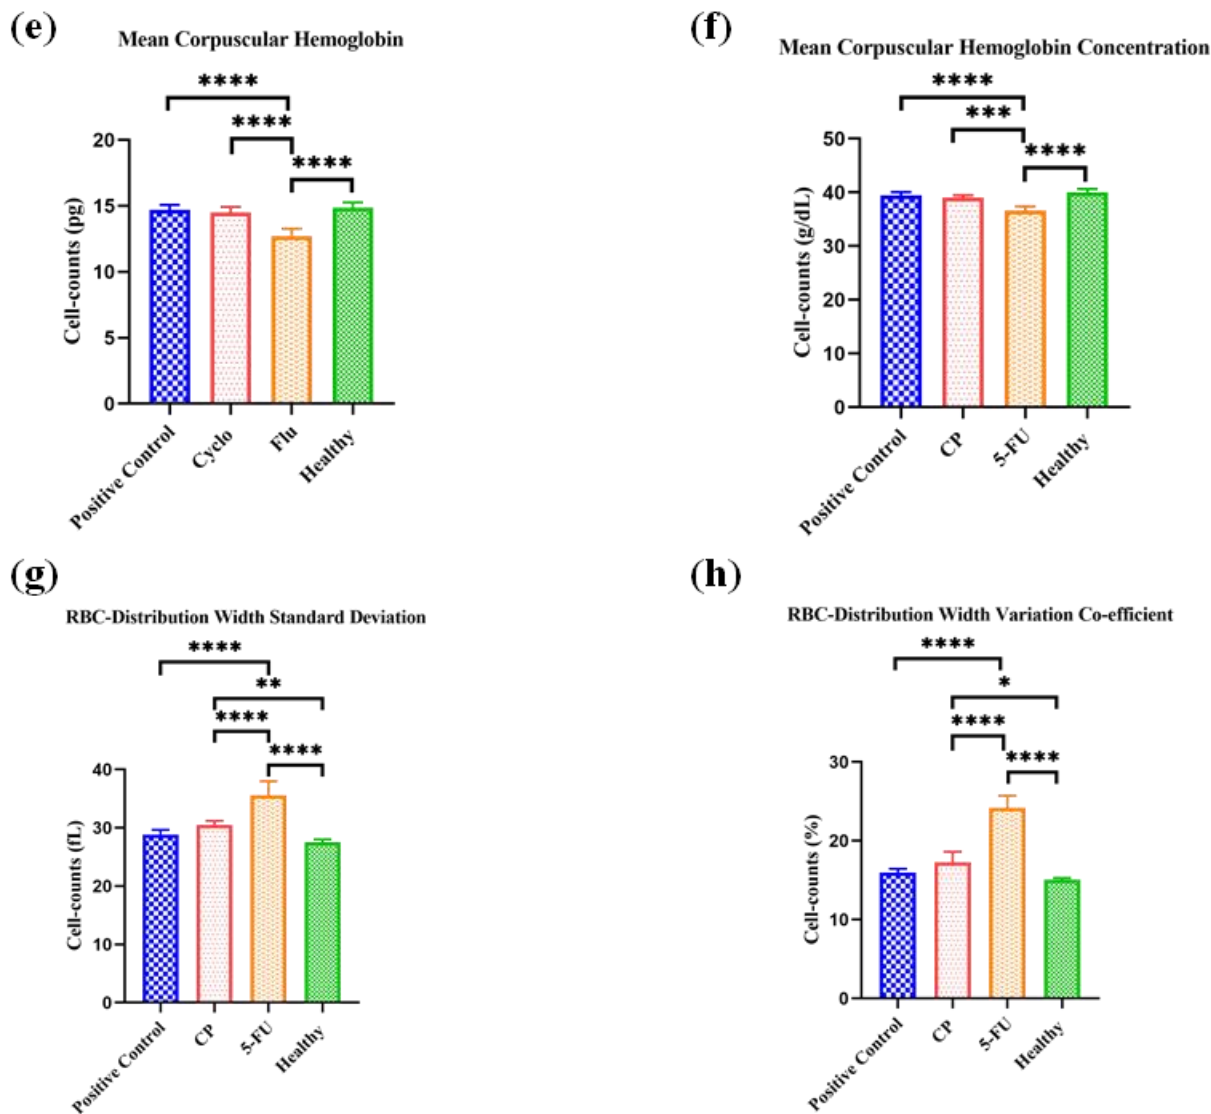 (e)
Mean Corpuscular Hemoglobin
****
****
****
20
15
10
5
0
Cell-counts (pg)
Positive Control
Cyclo
Flu
Healthy
(f)
Mean Corpuscular Hemoglobin Concentration
****
***
****
50
40
30
20
10
0
Cell-counts (g/dL)
Positive Control
CP
5-FU
Healthy
(g)
RBC-Distribution Width Standard Deviation
****
**
****
****
40
30
20
10
0
Cell-counts (fL)
Positive Control
CP
5-FU
Healthy
(h)
RBC-Distribution Width Variation Co-efficient
****
*
****
****
30
20
10
0
Cell-counts (%)
Positive Control
CP
5-FU
Healthy